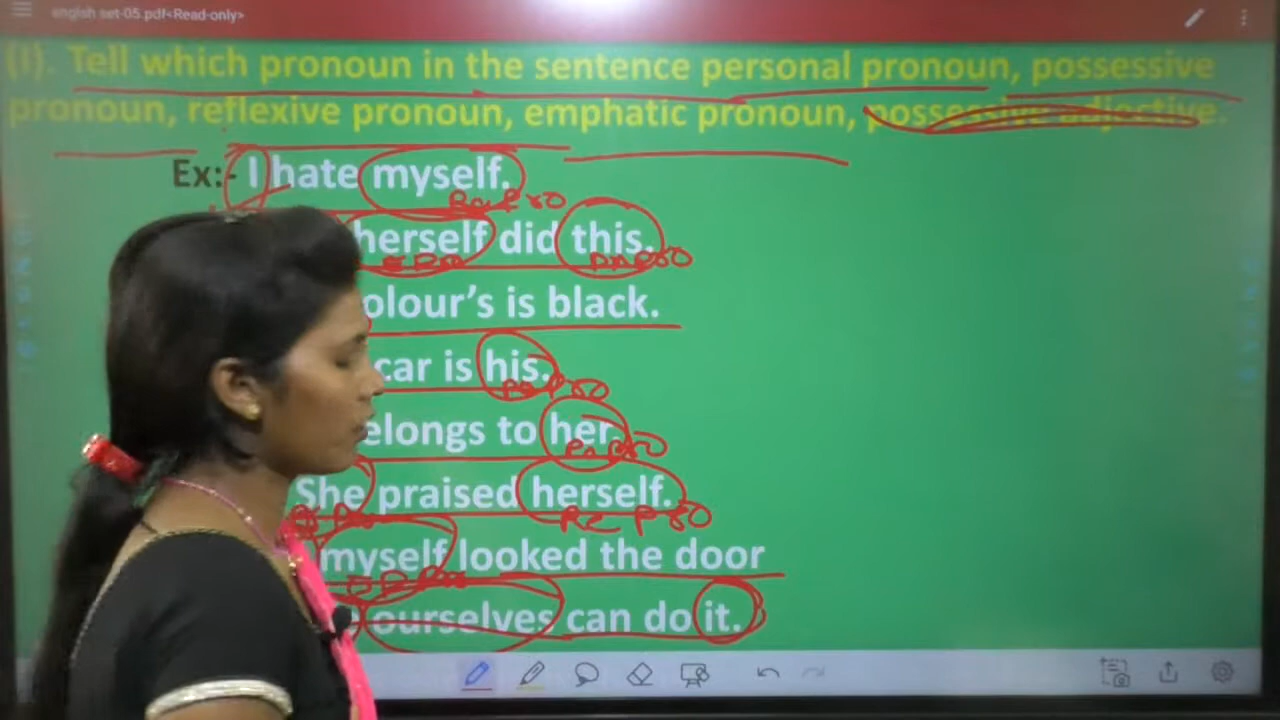 english set-05.pdf<Read-only>
(I). Tell which pronoun in the sentence personal pronoun, possessive
pronoun, reflexive pronoun, emphatic pronoun, possessive adjective.
Ex:- I hate myself.
herself did this.
olour's is black.
car is his.
elongs to her.
She praised herself.
myself looked the door
ourselves can do it.